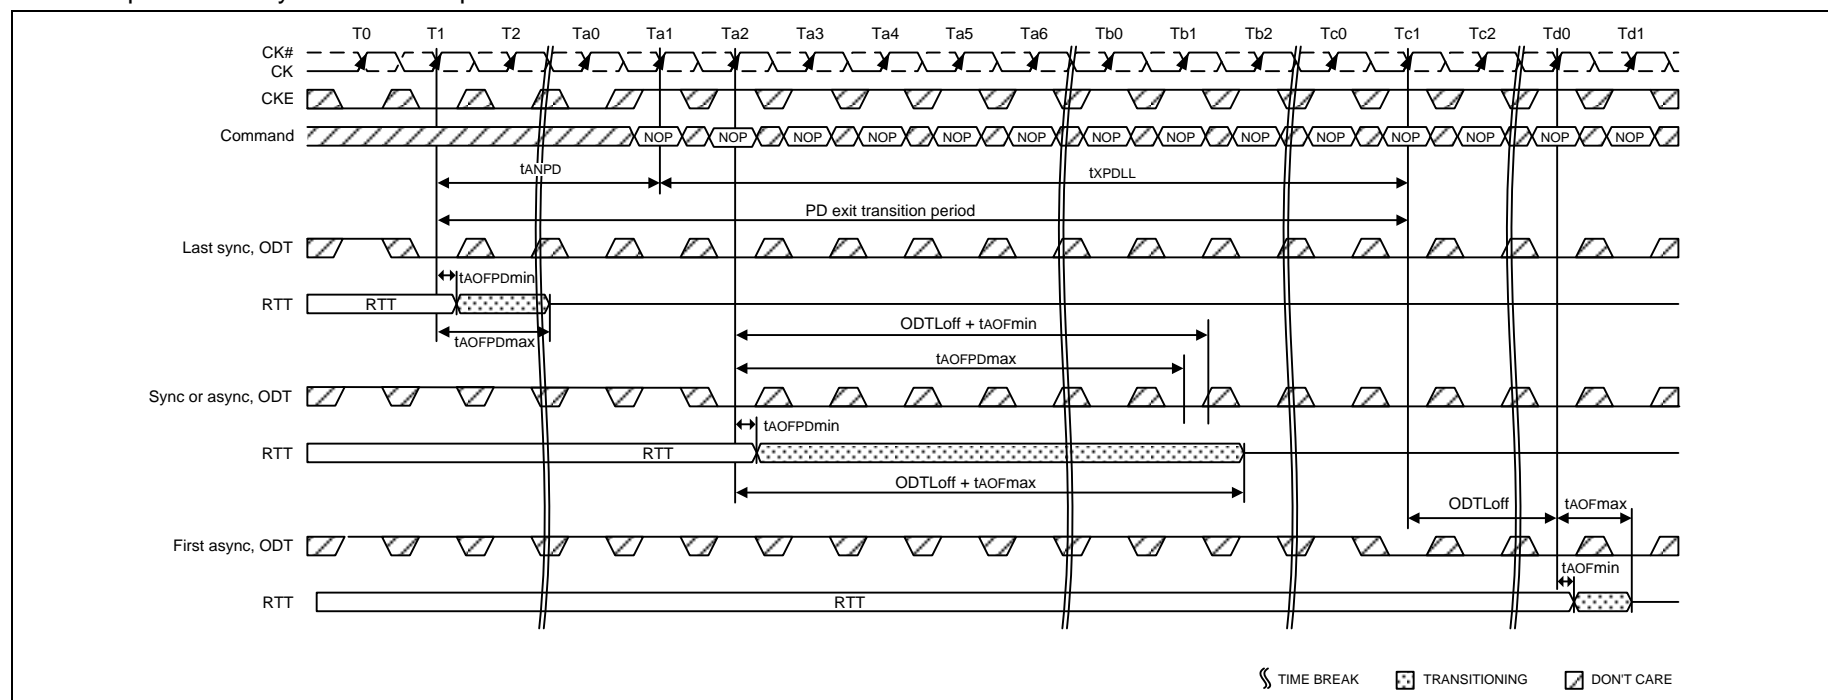 T0 T1 T2 Ta0 Ta1 Ta2 Ta3 Ta4 Ta5 Ta6 Tb0 Tb1 Tb2 Tc0 Tc1 Tc2 Td0 Td1
CK#
CK
CKE
Command NOP NOP NOP NOP NOP NOP NOP NOP NOP NOP NOP NOP NOP NOP
tANPD tXPDLL
PD exit transition period
Last sync, ODT
tAOFPDmin
RTT RTT
tAOFPDmax
ODTLoff + tAOFmin
tAOFPDmax
Sync or async, ODT
tAOFPDmin
RTT RTT
ODTLoff + tAOFmax
ODTLoff tAOFmax
First async, ODT
tAOFmin
RTT RTT
TIME BREAK TRANSITIONING DON'T CARE